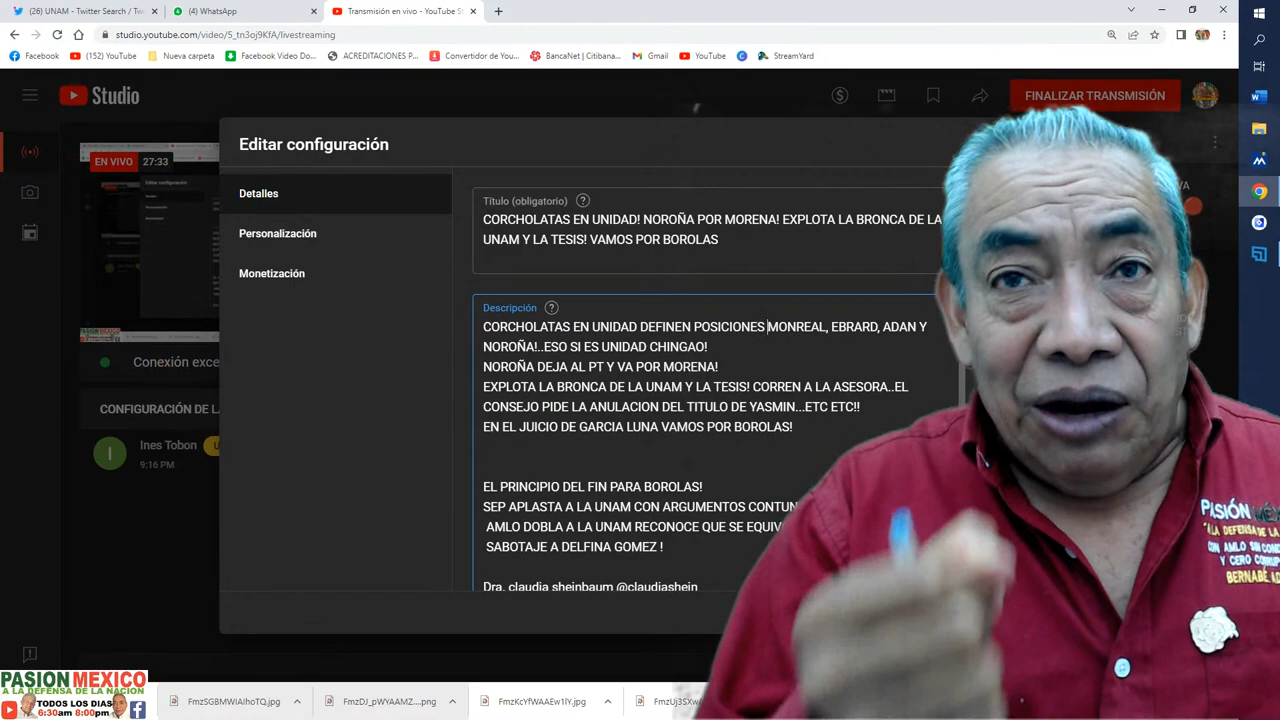 (26) UNAM - Twitter Search / Tw
(4) WhatsApp
Transmisión en vivo - YouTube S
studio.youtube.com/video/5_tn3oj9KfA/livestreaming
Facebook
(152) YouTube
Nueva carpeta
Facebook Video Do...
ACREDITACIONES P...
Convertidor de You...
BancaNet | Citibana...
Gmail
YouTube
StreamYard
Studio
FINALIZAR TRANSMISIÓN
EN VIVO 27:33
Editar configuración
Detalles
Personalización
Monetización
Título (obligatorio)
CORCHOLATAS EN UNIDAD! NOROÑA POR MORENA! EXPLOTA LA BRONCA DE LA
UNAM Y LA TESIS! VAMOS POR BOROLAS
Descripción
CORCHOLATAS EN UNIDAD DEFINEN POSICIONES MONREAL, EBRARD, ADAN Y
NOROÑA!..ESO SI ES UNIDAD CHINGAO!
NOROÑA DEJA AL PT Y VA POR MORENA!
EXPLOTA LA BRONCA DE LA UNAM Y LA TESIS! CORREN A LA ASESORA..EL
CONSEJO PIDE LA ANULACION DEL TITULO DE YASMIN...ETC ETC!!
EN EL JUICIO DE GARCIA LUNA VAMOS POR BOROLAS!
EL PRINCIPIO DEL FIN PARA BOROLAS!
SEP APLASTA A LA UNAM CON ARGUMENTOS CONTUN
AMLO DOBLA A LA UNAM RECONOCE QUE SE EQUIV
SABOTAJE A DELFINA GOMEZ !
Dra. claudia sheinbaum @claudiashein
Conexión exce
CONFIGURACIÓN DE LA
I
Ines Tobon
9:16 PM
PASIÓN MÉ
"A LA DEFENSA DE LA
CON AMLO SIN
Y CERO CORRUP
BERNABÉ AD
PASION MEXICO
A LA DEFENSA DE LA NACION
TODOS LOS DIAS
6:30am 8:00pm
FmzSGBMWIAIhoTQ.jpg
FmzDJ_pWYAAMZ....png
FmzKcYfWAAEw1lY.jpg
FmzUj3SXwA